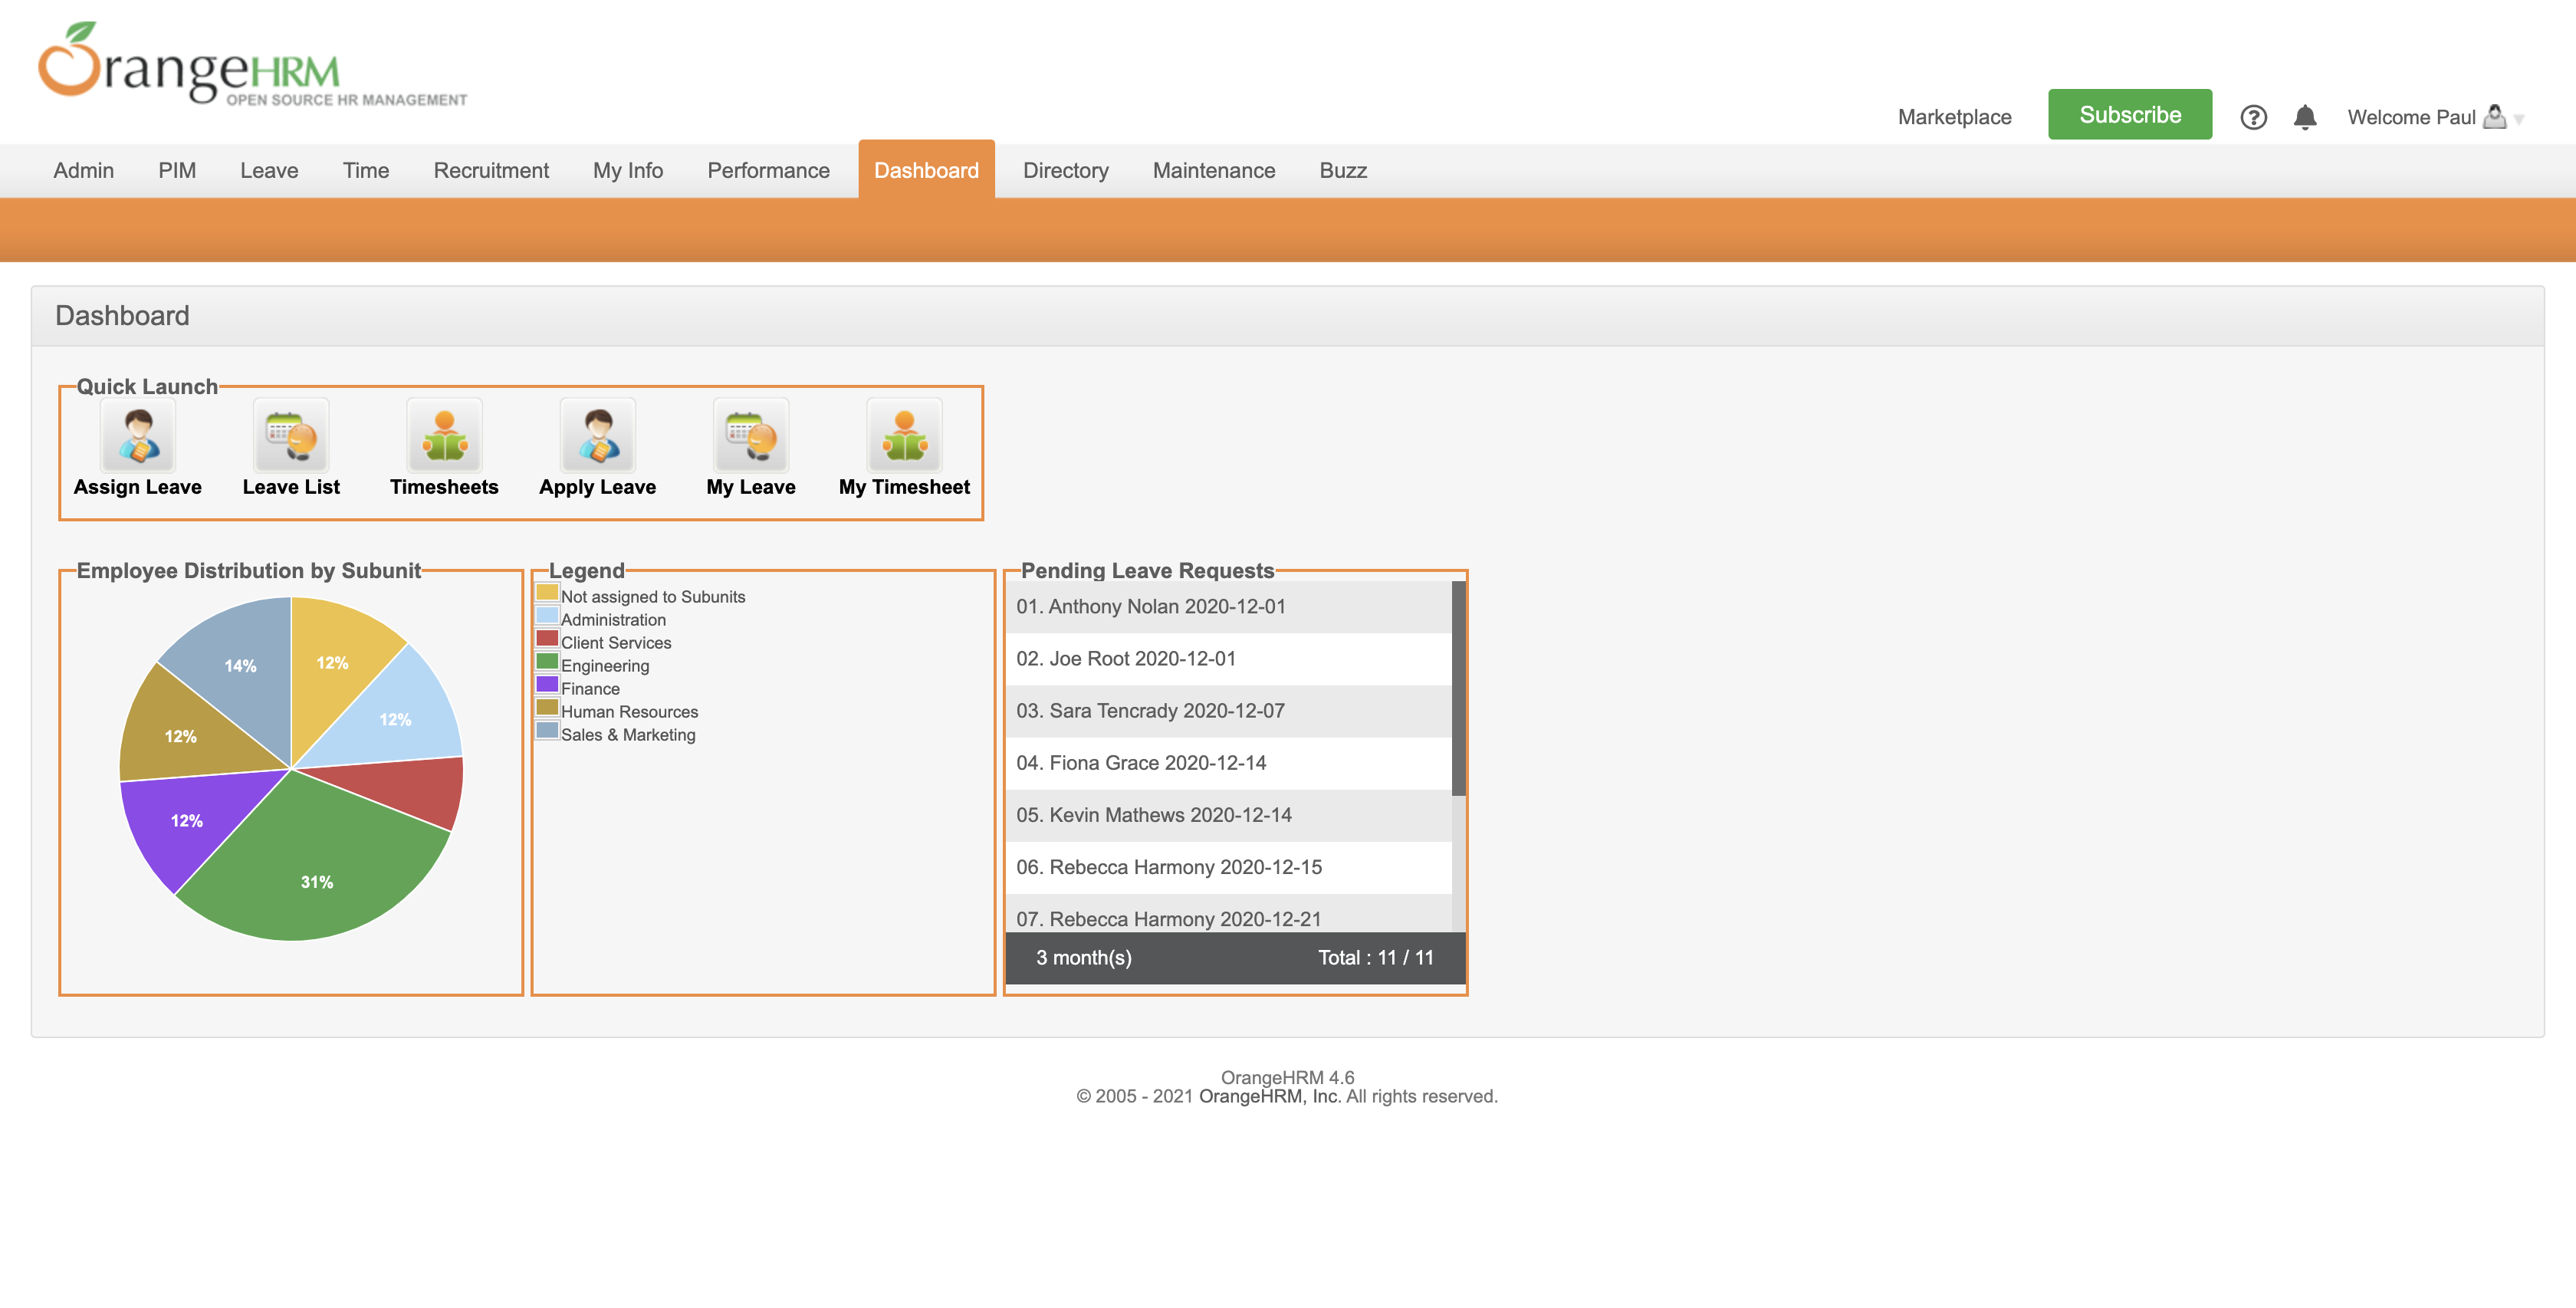 OrangeHRM
OPEN SOURCE HR MANAGEMENT
Marketplace
Subscribe
?
Welcome Paul
Admin
PIM
Leave
Time
Recruitment
My Info
Performance
Dashboard
Directory
Maintenance
Buzz
Dashboard
Quick Launch
Assign Leave
Leave List
Timesheets
Apply Leave
My Leave
My Timesheet
Employee Distribution by Subunit
14%
12%
12%
12%
12%
31%
Legend
Not assigned to Subunits
Administration
Client Services
Engineering
Finance
Human Resources
Sales & Marketing
Pending Leave Requests
01. Anthony Nolan 2020-12-01
02. Joe Root 2020-12-01
03. Sara Tencrady 2020-12-07
04. Fiona Grace 2020-12-14
05. Kevin Mathews 2020-12-14
06. Rebecca Harmony 2020-12-15
07. Rebecca Harmony 2020-12-21
3 month(s)
Total : 11 / 11
OrangeHRM 4.6
© 2005 - 2021 OrangeHRM, Inc. All rights reserved.